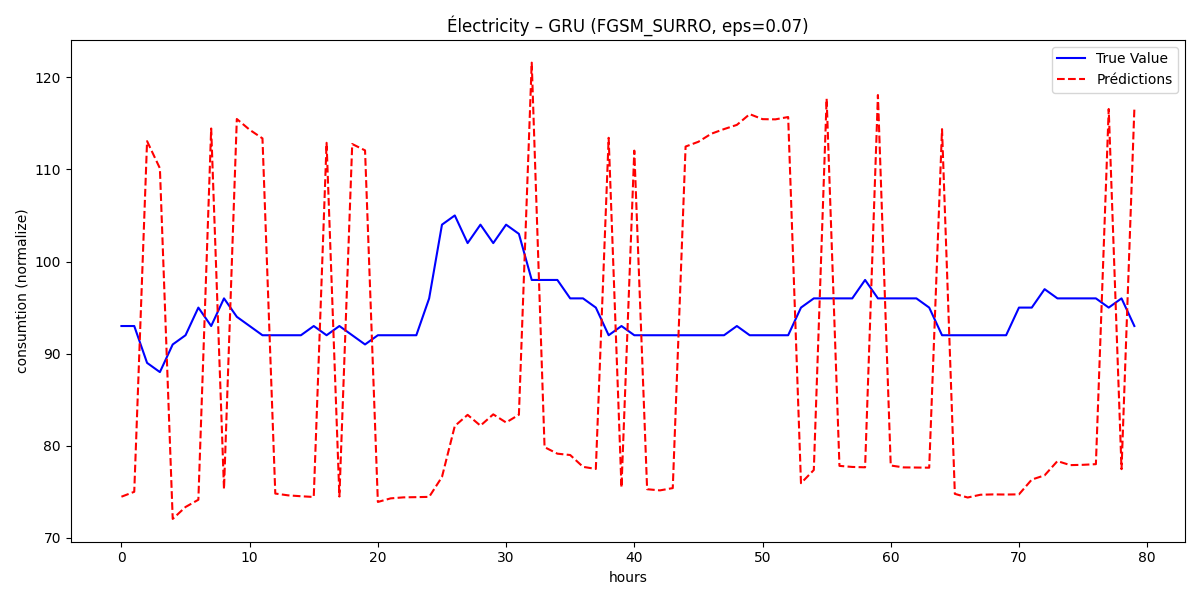 Électricity – GRU (FGSM_SURRO, eps=0.07)
True Value
Prédictions
consumtion (normalize)
120
110
100
90
80
70
0 10 20 30 40 50 60 70 80
hours